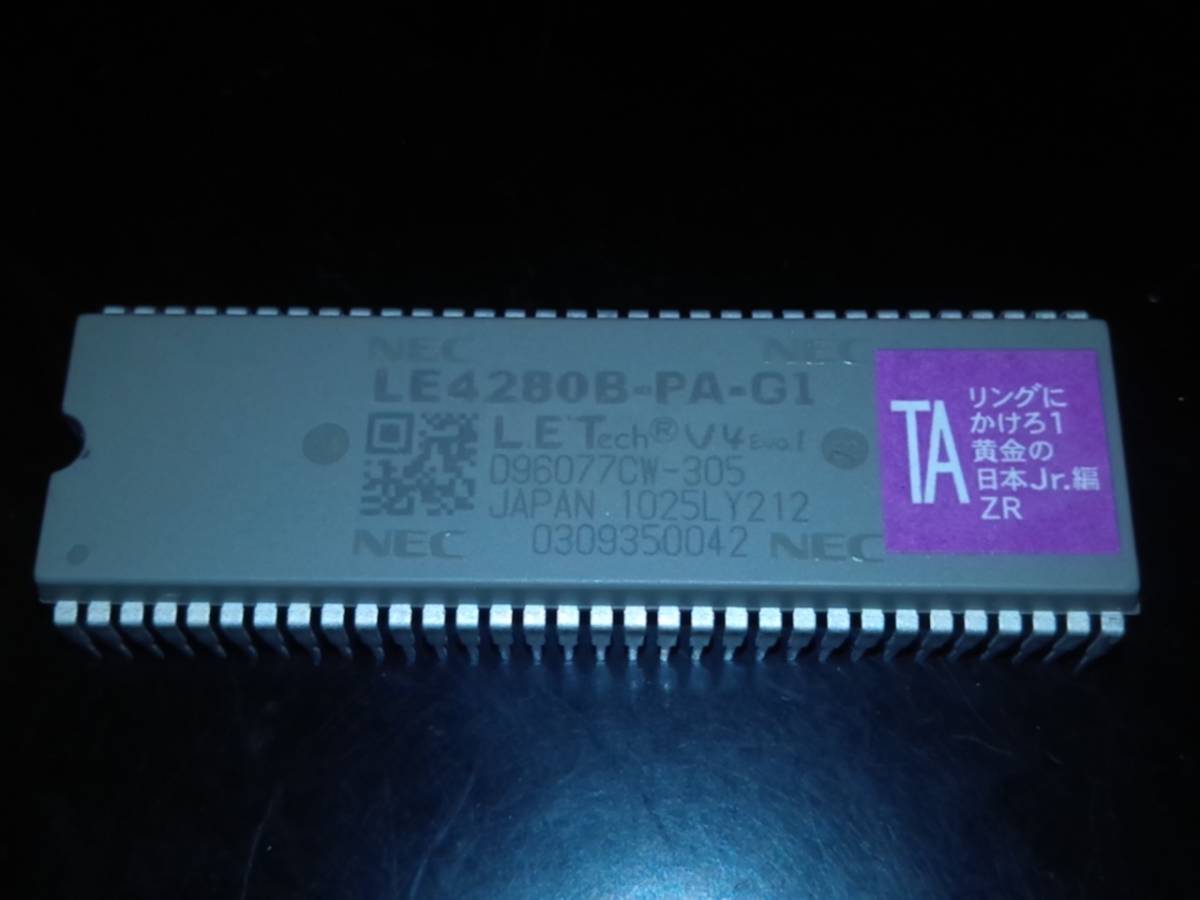 NEC NEC
LE4280B-PA-G1
L.E Tech® V4 Evo.I
D96077CW-305
JAPAN 1025LY212
NEC 0309350042 NEC
TA
リングに
かけろ1
黄金の
日本Jr.編
ZR